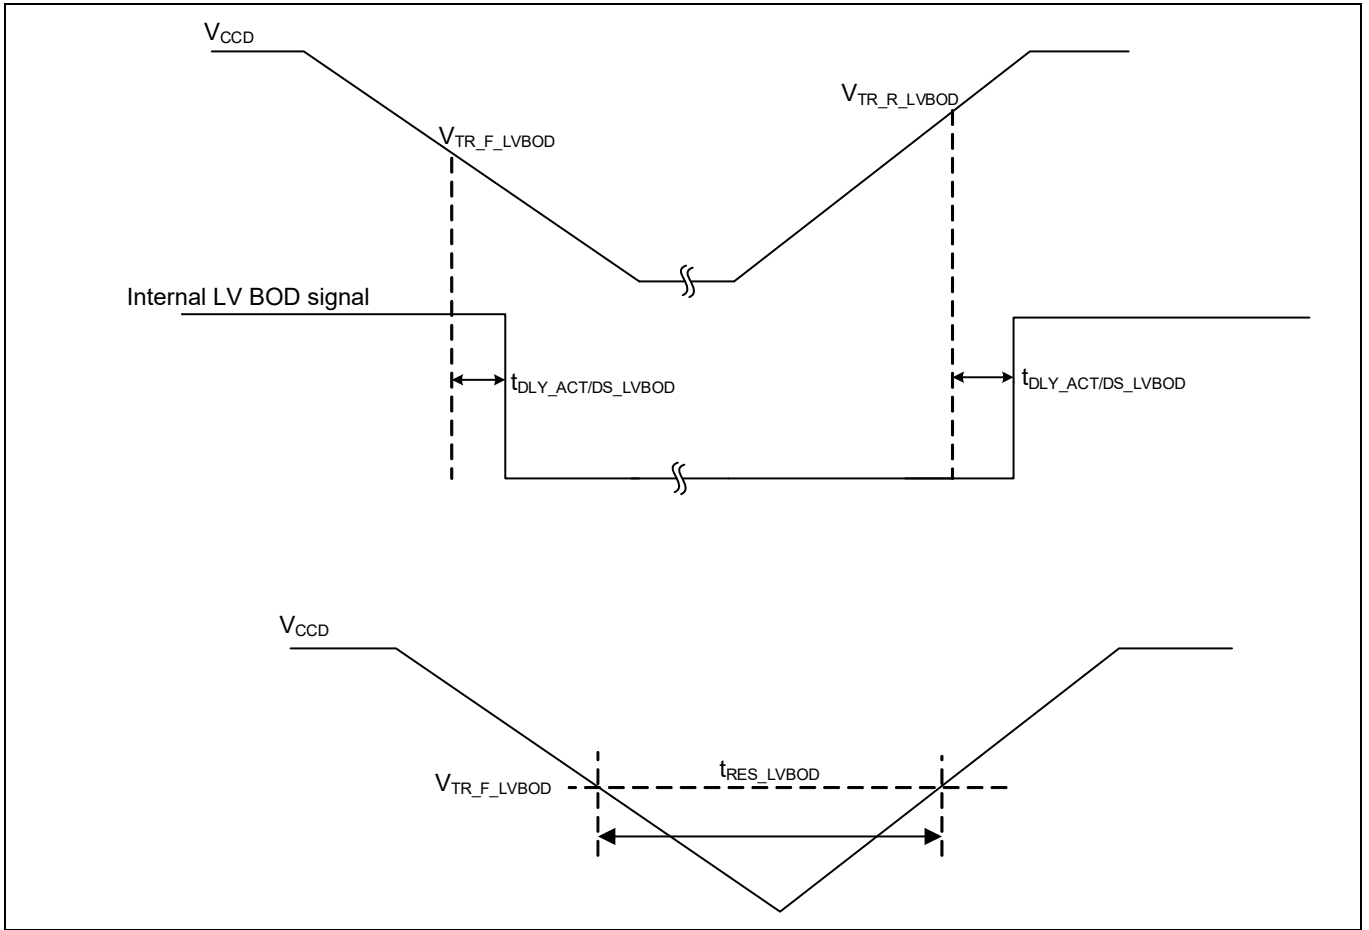 VCCD
VTR_R_LVBOD
VTR_F_LVBOD
Internal LV BOD signal
tDLY_ACT/DS_LVBOD
tDLY_ACT/DS_LVBOD
VCCD
tRES_LVBOD
VTR_F_LVBOD